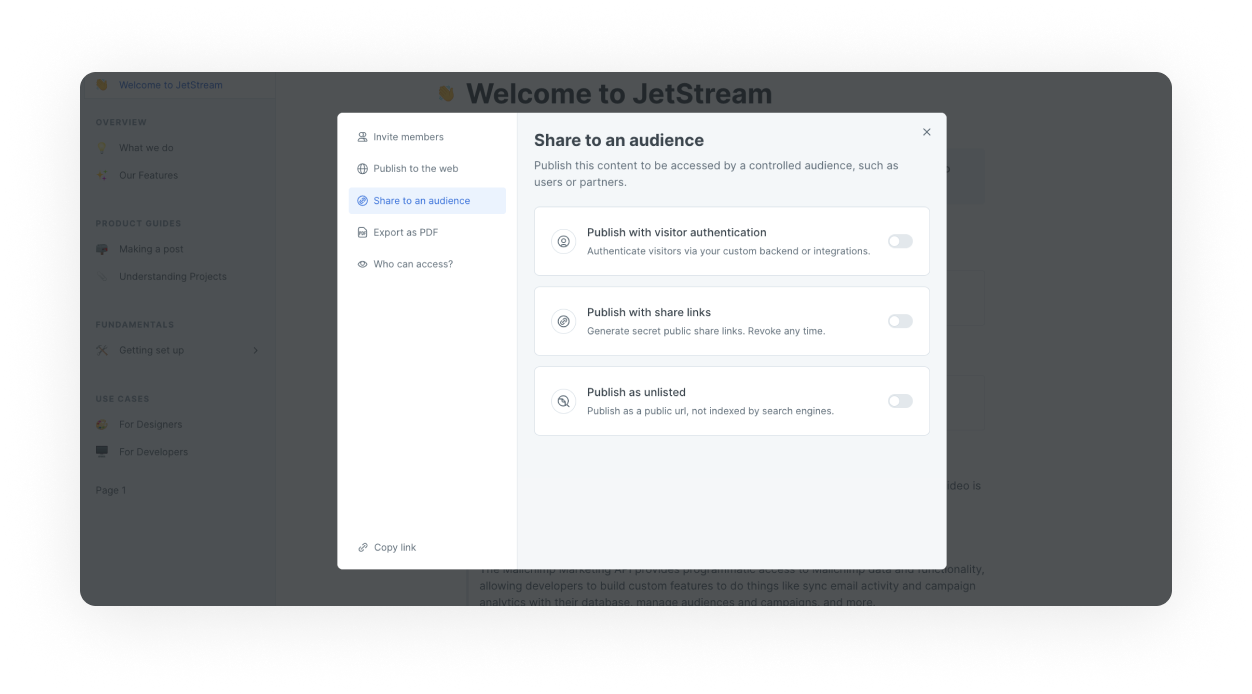 Welcome to JetStream
OVERVIEW
What we do
Our Features
PRODUCT GUIDES
Making a post
Understanding Projects
FUNDAMENTALS
Getting set up
USE CASES
For Designers
For Developers
Page 1
Welcome to JetStream
Invite members
Publish to the web
Share to an audience
Export as PDF
Who can access?
Copy link
Share to an audience
Publish this content to be accessed by a controlled audience, such as
users or partners.
Publish with visitor authentication
Authenticate visitors via your custom backend or integrations.
Publish with share links
Generate secret public share links. Revoke any time.
Publish as unlisted
Publish as a public url, not indexed by search engines.
is
The Mailchimp Marketing API provides programmatic access to Mailchimp data and functionality,
allowing developers to build custom features to do things like sync email activity and campaign
analytics with their database, manage audiences and campaigns, and more.